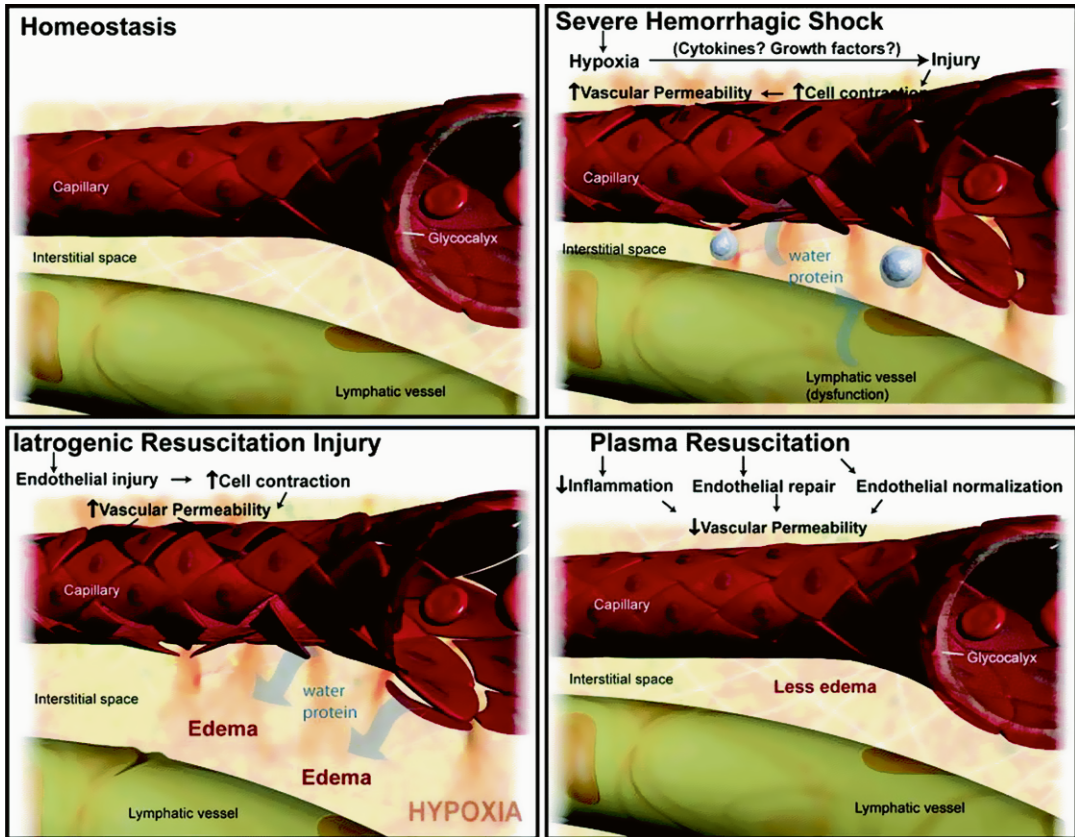 Homeostasis
Capillary
Glycocalyx
Interstitial space
Lymphatic vessel
Severe Hemorrhagic Shock
(Cytokines? Growth factors?)
Hypoxia
Injury
↑Vascular Permeability ← ↑Cell contraction
Capillary
Interstitial space
water
protein
Lymphatic vessel
(dysfunction)
Iatrogenic Resuscitation Injury
Endothelial injury → ↑Cell contraction
↑Vascular Permeability
Capillary
Interstitial space
water
protein
Edema
Edema
HYPOXIA
Lymphatic vessel
Plasma Resuscitation
↓Inflammation Endothelial repair Endothelial normalization
↓Vascular Permeability
Capillary
Glycocalyx
Interstitial space
Less edema
Lymphatic vessel